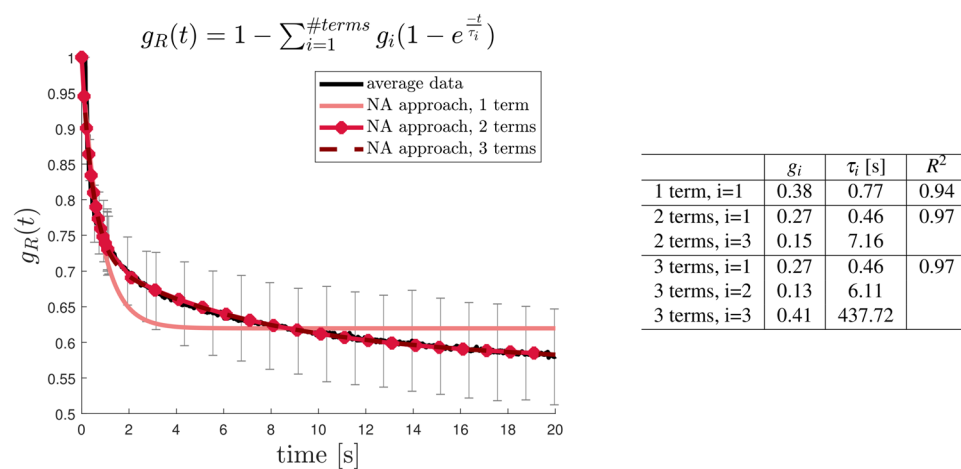 g_R(t) = 1 − ∑_{i=1}^{#terms} g_i(1 − e^{\frac{-t}{τ_i}})
average data
NA approach, 1 term
NA approach, 2 terms
NA approach, 3 terms
g_R(t)
1
0.95
0.9
0.85
0.8
0.75
0.7
0.65
0.6
0.55
0.5
0 2 4 6 8 10 12 14 16 18 20
time [s]
g_i τ_i [s] R²
1 term, i=1 0.38 0.77 0.94
2 terms, i=1 0.27 0.46 0.97
2 terms, i=3 0.15 7.16
3 terms, i=1 0.27 0.46 0.97
3 terms, i=2 0.13 6.11
3 terms, i=3 0.41 437.72